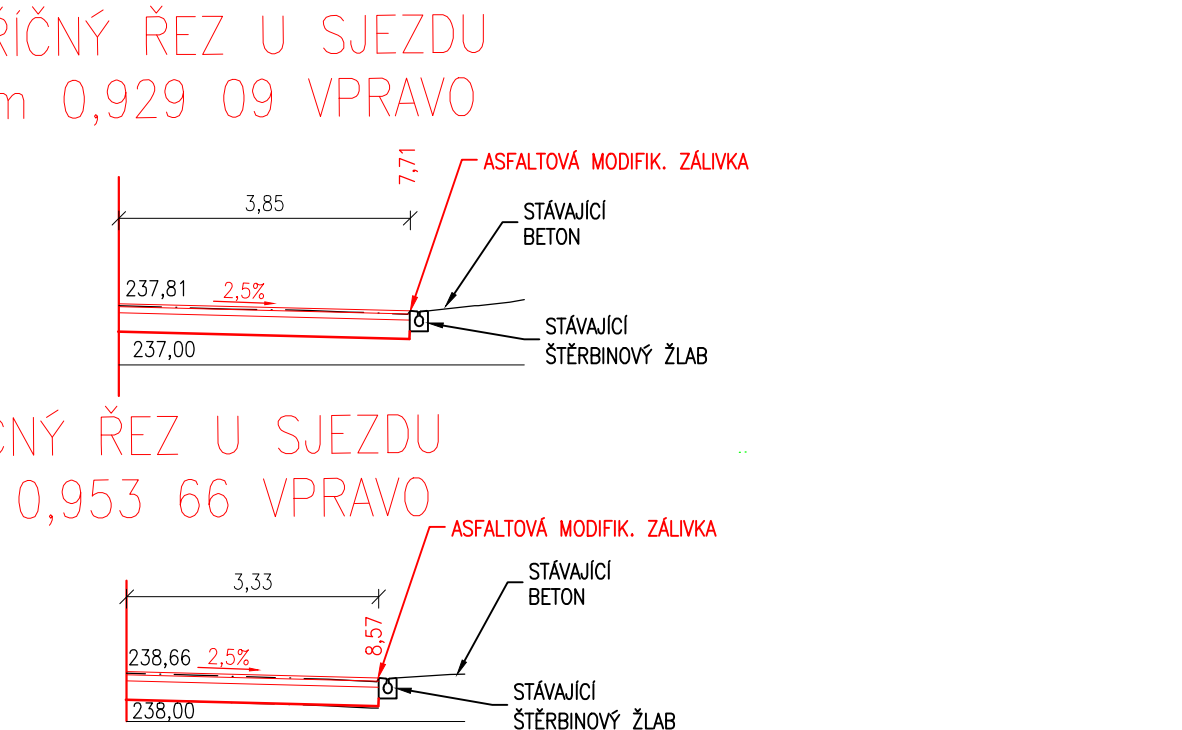 ŘEZ U SJEZDU
0,929 09 VPRAVO
7,71
ASFALTOVÁ MODIFIK. ZÁLIVKA
3,85
STÁVAJÍCÍ
BETON
237,81
2,5%
STÁVAJÍCÍ
ŠTĚRBINOVÝ ŽLAB
237,00
ŘEZ U SJEZDU
0,953 66 VPRAVO
ASFALTOVÁ MODIFIK. ZÁLIVKA
3,33
STÁVAJÍCÍ
BETON
8,57
238,66
2,5%
STÁVAJÍCÍ
ŠTĚRBINOVÝ ŽLAB
238,00